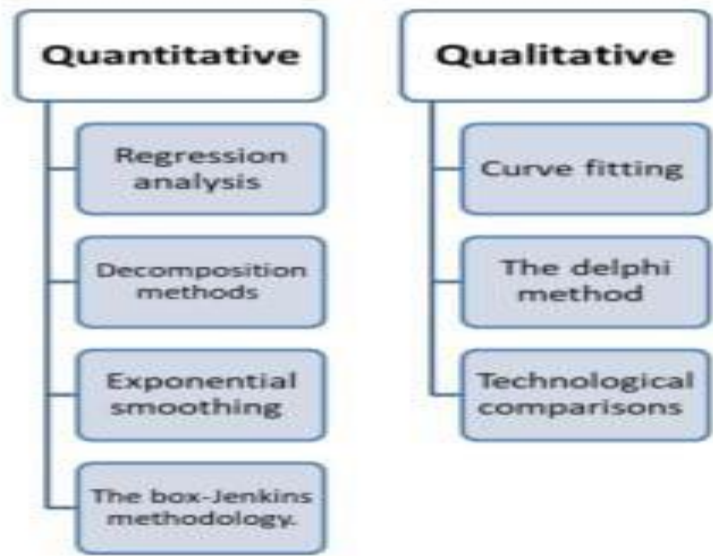 Quantitative
Regression
analysis
Decomposition
methods
Exponential
smoothing
The box-Jenkins
methodology.
Qualitative
Curve fitting
The delphi
method
Technological
comparisons